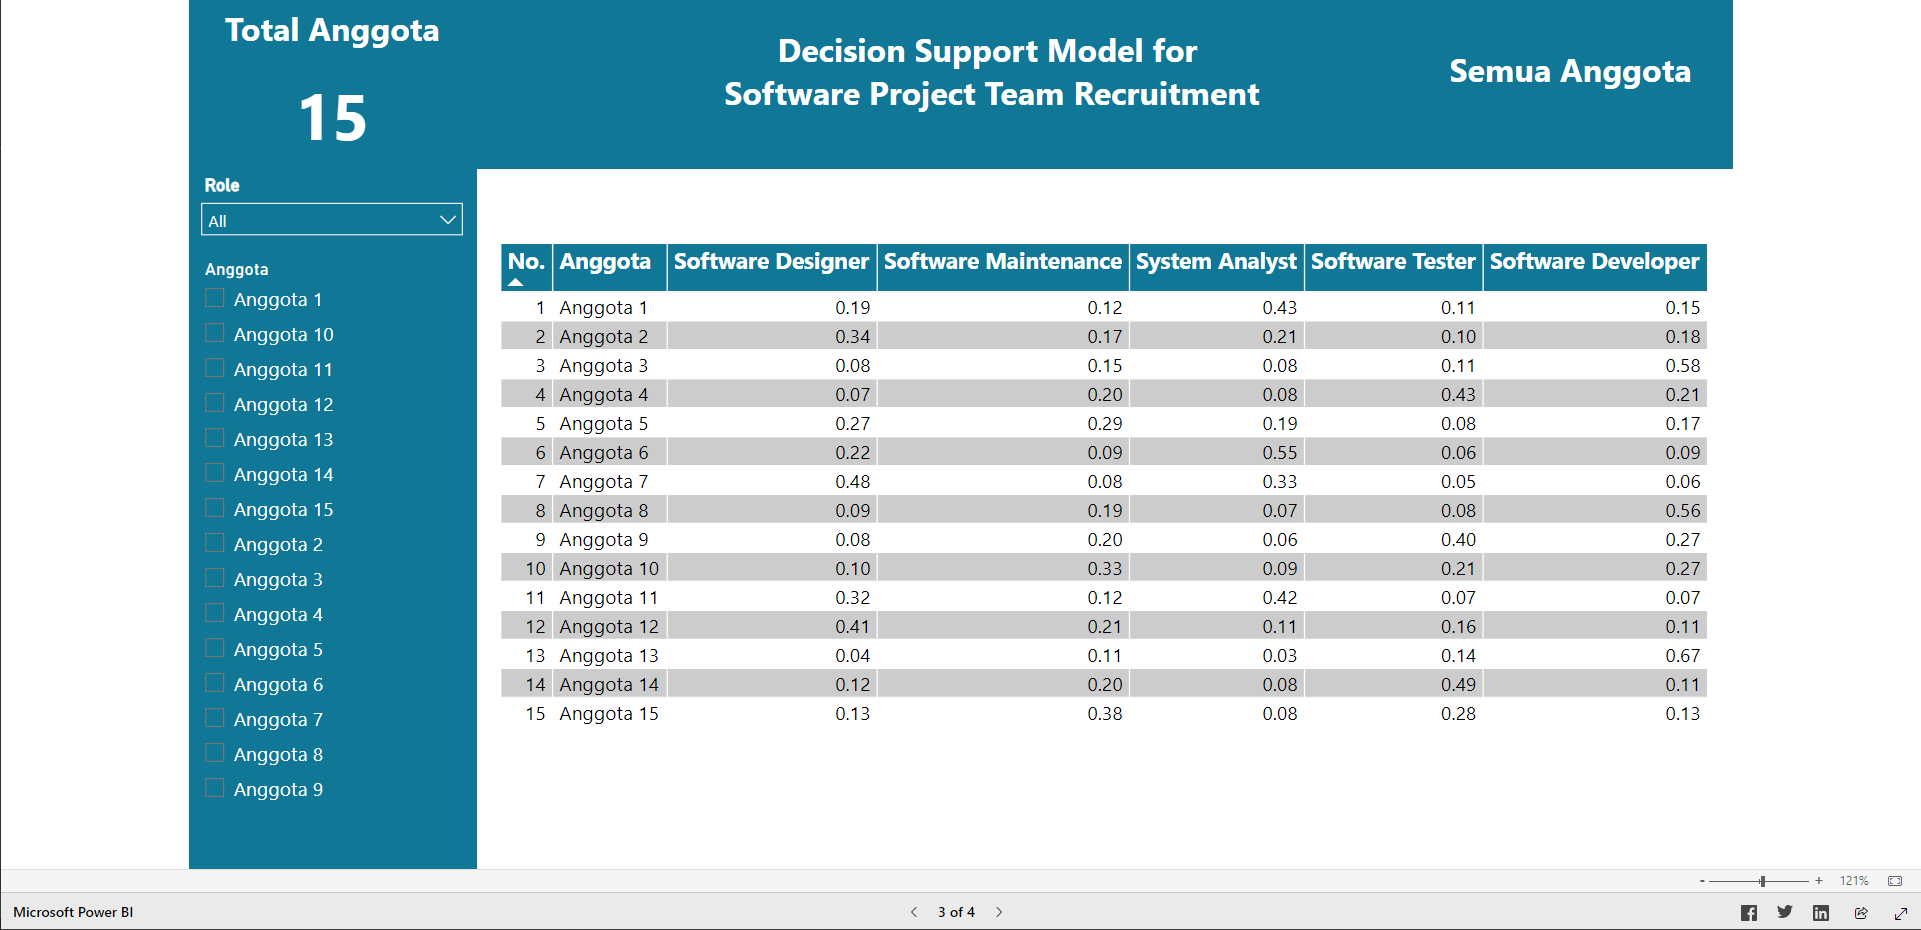 Total Anggota
15
Decision Support Model for
Software Project Team Recruitment
Semua Anggota
Role
All
Anggota
Anggota 1
Anggota 10
Anggota 11
Anggota 12
Anggota 13
Anggota 14
Anggota 15
Anggota 2
Anggota 3
Anggota 4
Anggota 5
Anggota 6
Anggota 7
Anggota 8
Anggota 9
No. Anggota Software Designer Software Maintenance System Analyst Software Tester Software Developer
1 Anggota 1 0.19 0.12 0.43 0.11 0.15
2 Anggota 2 0.34 0.17 0.21 0.10 0.18
3 Anggota 3 0.08 0.15 0.08 0.11 0.58
4 Anggota 4 0.07 0.20 0.08 0.43 0.21
5 Anggota 5 0.27 0.29 0.19 0.08 0.17
6 Anggota 6 0.22 0.09 0.55 0.06 0.09
7 Anggota 7 0.48 0.08 0.33 0.05 0.06
8 Anggota 8 0.09 0.19 0.07 0.08 0.56
9 Anggota 9 0.08 0.20 0.06 0.40 0.27
10 Anggota 10 0.10 0.33 0.09 0.21 0.27
11 Anggota 11 0.32 0.12 0.42 0.07 0.07
12 Anggota 12 0.41 0.21 0.11 0.16 0.11
13 Anggota 13 0.04 0.11 0.03 0.14 0.67
14 Anggota 14 0.12 0.20 0.08 0.49 0.11
15 Anggota 15 0.13 0.38 0.08 0.28 0.13
- + 121%
Microsoft Power BI
3 of 4